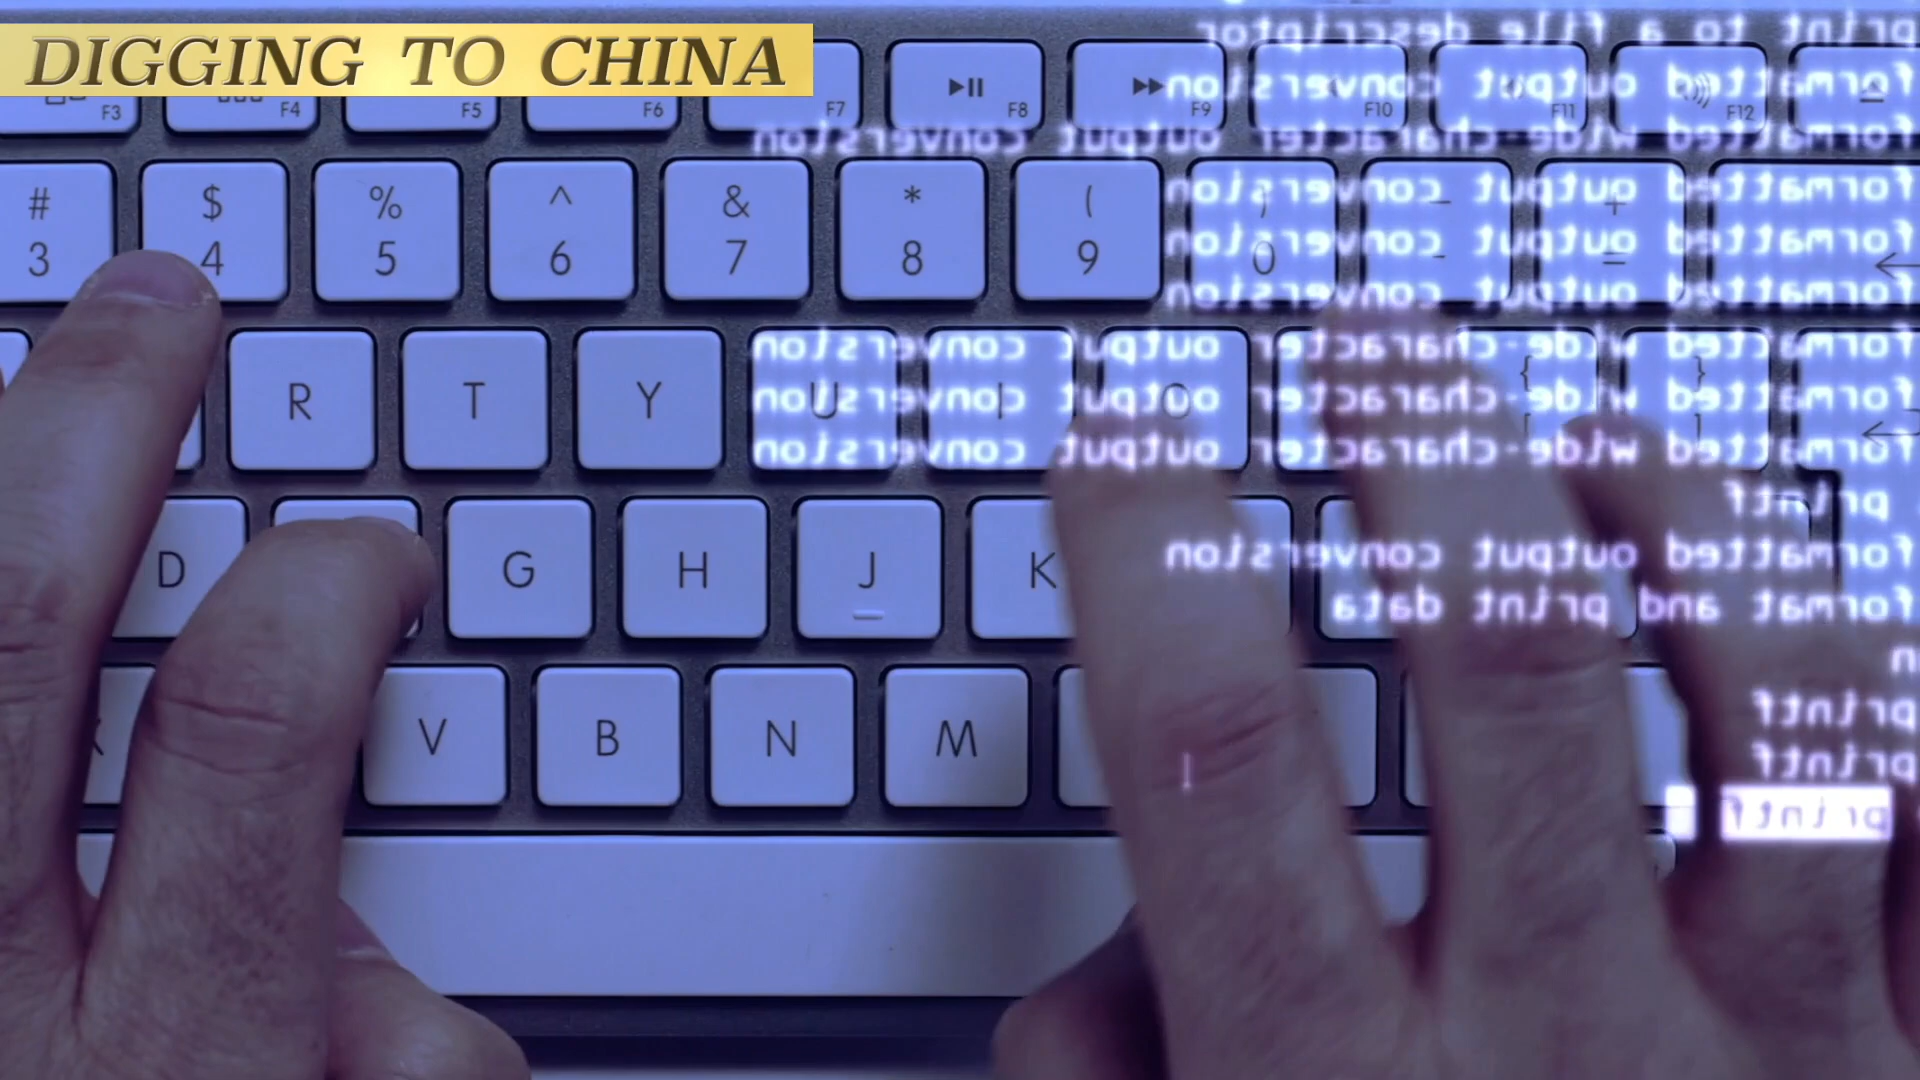 DIGGING TO CHINA
print to a file descriptor
formatted output conversion
formatted wide-character output conversion
formatted output conversion
formatted output conversion
formatted output conversion
formatted wide-character output conversion
formatted wide-character output conversion
formatted wide-character output conversion
printf
formatted output conversion
format and print data
n
printf
printf
printf
F3 F4 F5 F6 F7 F8 F9 F10 F11 F12
# $ % ^ & * (
3 4 5 6 7 8 9 0 - =
R T Y U I O { }
[ ]
D G H J K
V B N M